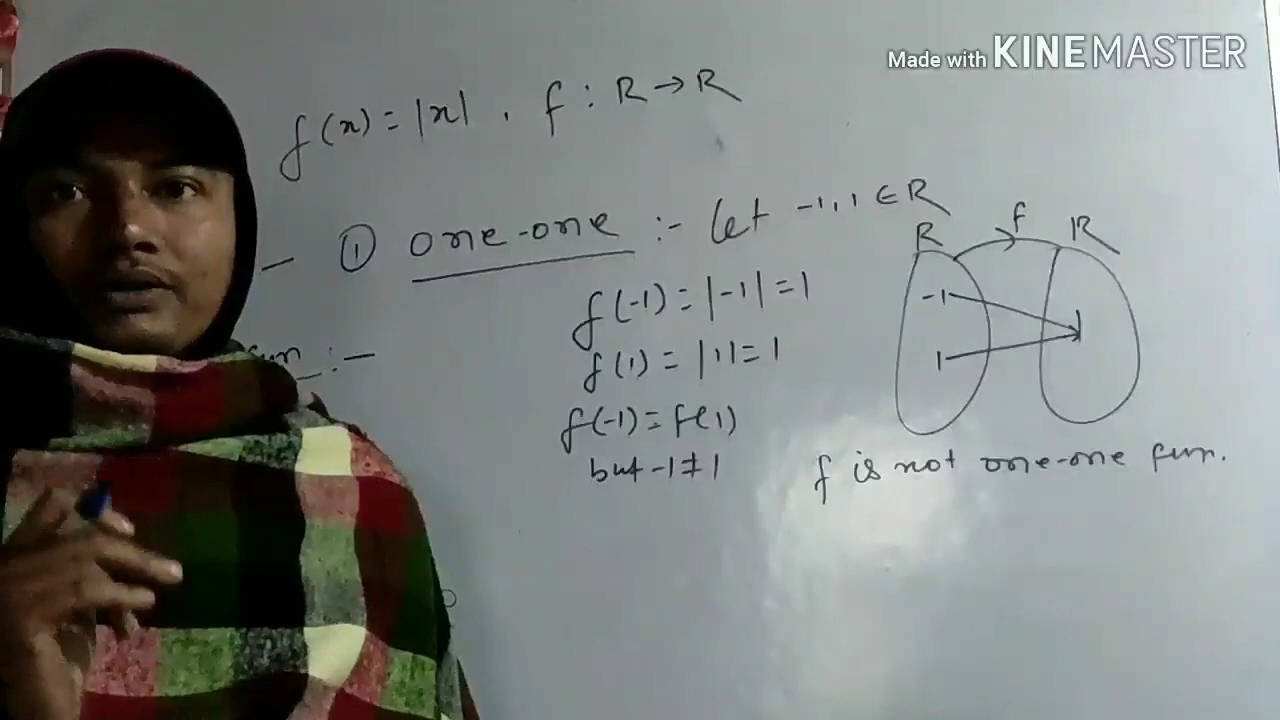 Made with KINEMASTER
f(x) = |x| , f : R → R
① one-one :- Let -1, 1 ∈ R
f(-1) = |-1| = 1
f(1) = |1| = 1
f(-1) = f(1)
but -1 ≠ 1
R f R
-1 1
1
f is not one-one fun.